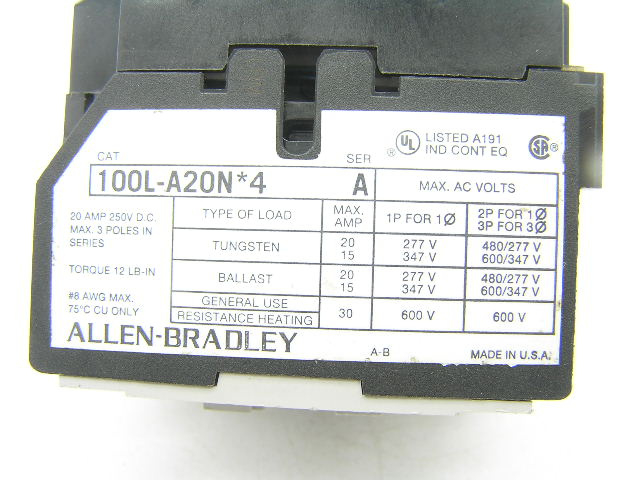 UL ® LISTED A191
IND CONT EQ
SA ®
CAT SER
100L-A20N*4 A
MAX. AC VOLTS
20 AMP 250V D.C.
MAX. 3 POLES IN
SERIES
TORQUE 12 LB-IN
#8 AWG MAX.
75°C CU ONLY
TYPE OF LOAD MAX. AMP 1P FOR 1Ø 2P FOR 1Ø 3P FOR 3Ø
TUNGSTEN 20 277 V 480/277 V
15 347 V 600/347 V
BALLAST 20 277 V 480/277 V
15 347 V 600/347 V
GENERAL USE
RESISTANCE HEATING 30 600 V 600 V
ALLEN-BRADLEY A-B MADE IN U.S.A.